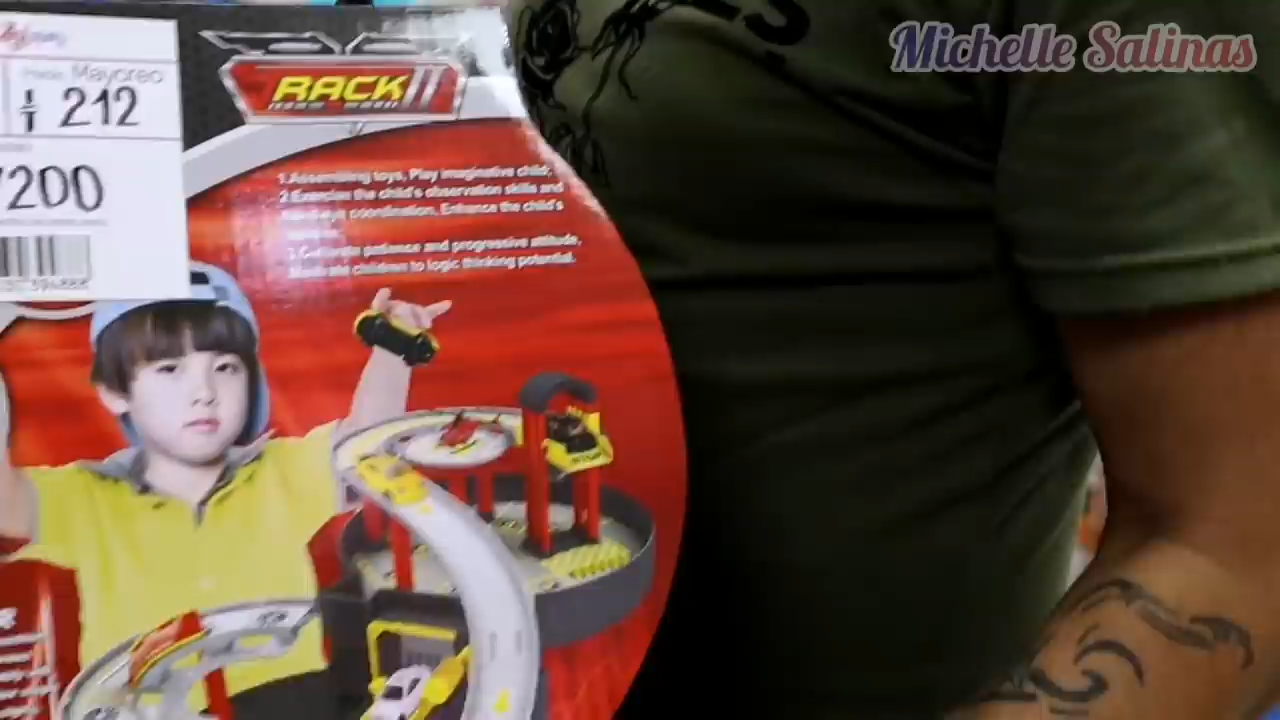 Michelle Salinas
Mayoreo
212
200
RACK
1.Assembling toys, Play imaginative child;
2.Exercise the child's observation skills and
coordination, Enhance the child's
patience and progressive attitude,
children to logic thinking potential.